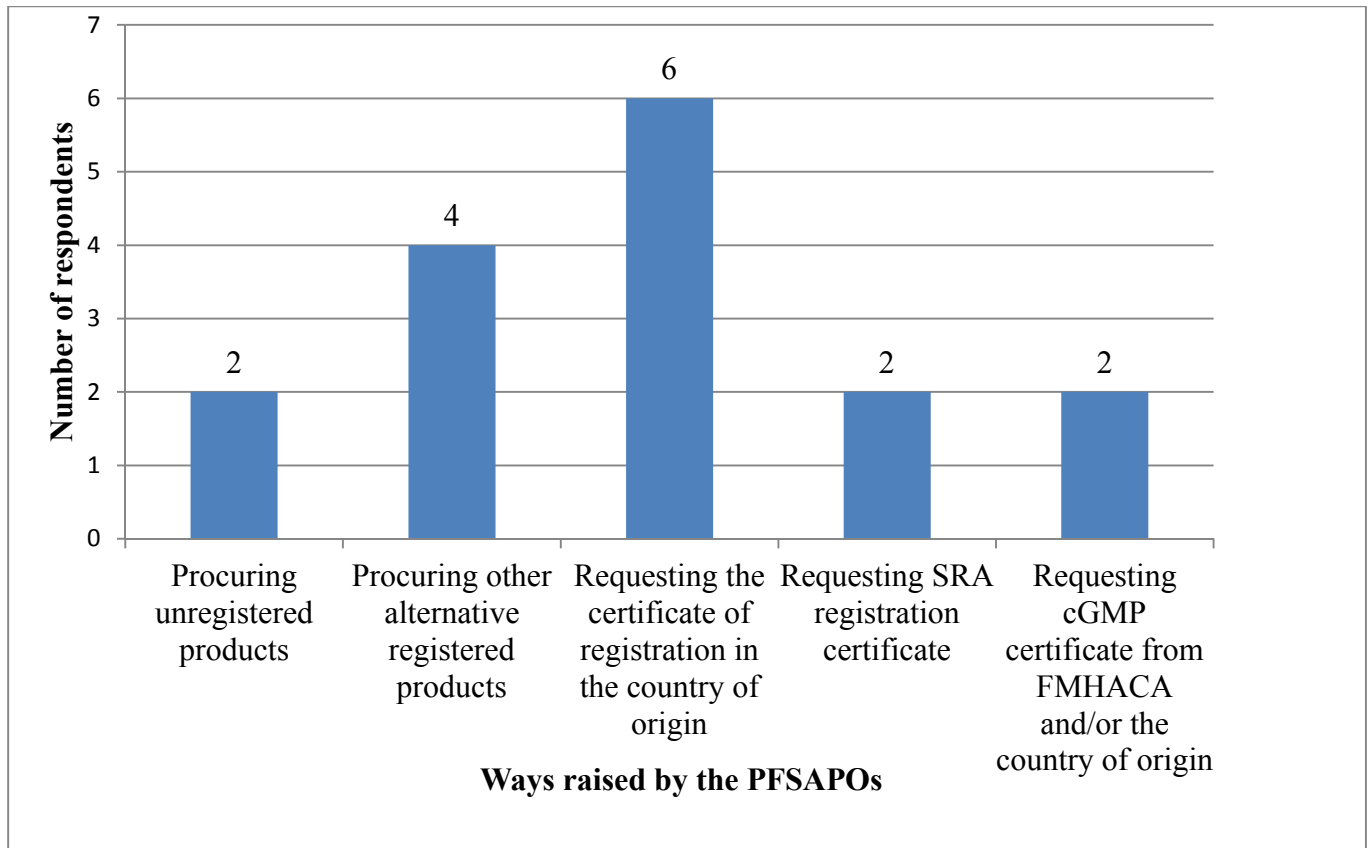 7
6
5
4
3
2
1
0
Number of respondents
2
4
6
2
2
Procuring
unregistered
products
Procuring other
alternative
registered
products
Requesting the
certificate of
registration in
the country of
origin
Requesting SRA
registration
certificate
Requesting
cGMP
certificate from
FMHACA
and/or the
country of origin
Ways raised by the PFSAPOs